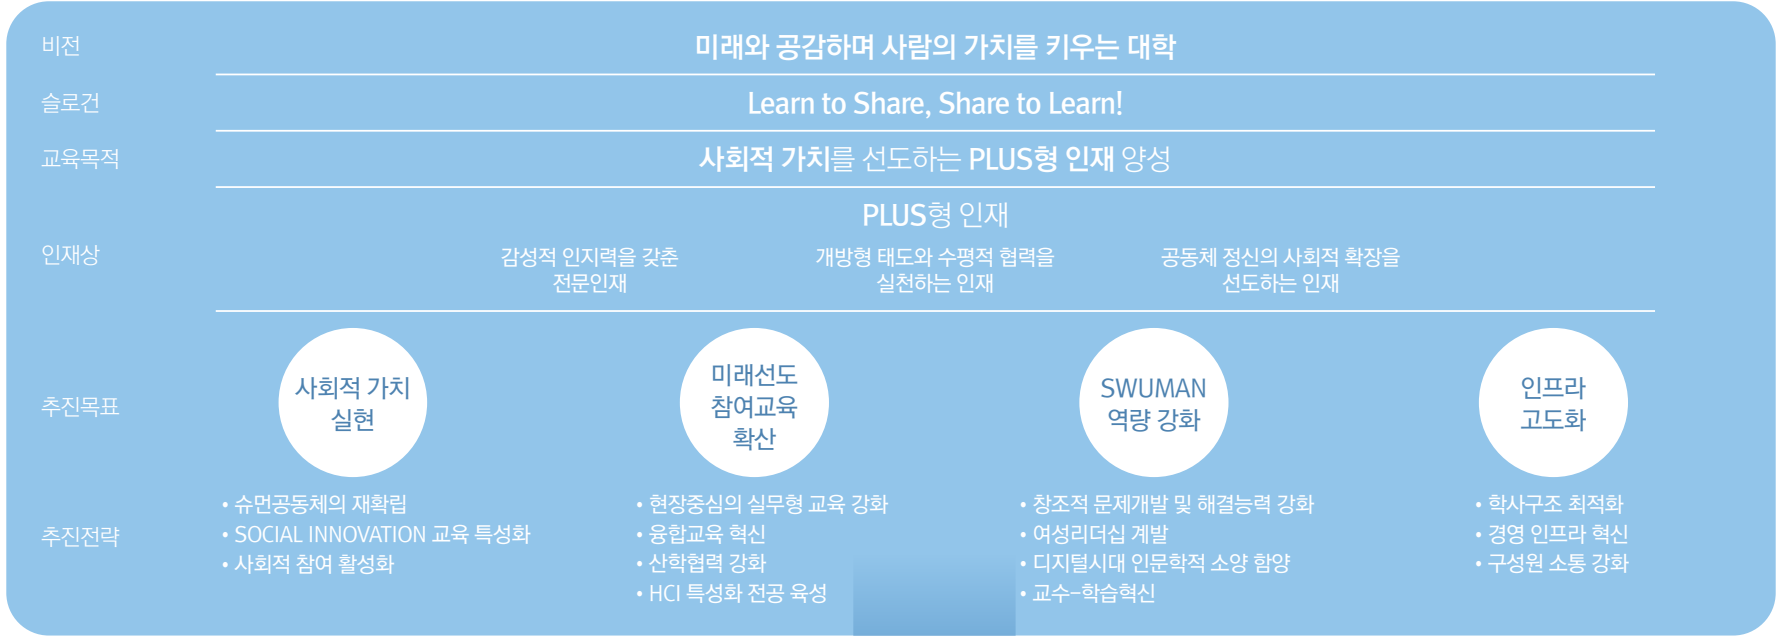 비전
미래와 공감하며 사람의 가치를 키우는 대학
슬로건
Learn to Share, Share to Learn!
교육목적
사회적 가치를 선도하는 PLUS형 인재 양성
인재상
PLUS형 인재
감성적 인지력을 갖춘
전문인재
개방형 태도와 수평적 협력을
실천하는 인재
공동체 정신의 사회적 확장을
선도하는 인재
추진목표
사회적 가치
실현
미래선도
참여교육
확산
SWUMAN
역량 강화
인프라
고도화
추진전략
• 슈먼공동체의 재확립
• SOCIAL INNOVATION 교육 특성화
• 사회적 참여 활성화
• 현장중심의 실무형 교육 강화
• 융합교육 혁신
• 산학협력 강화
• HCI 특성화 전공 육성
• 창조적 문제개발 및 해결능력 강화
• 여성리더십 계발
• 디지털시대 인문학적 소양 함양
• 교수-학습혁신
• 학사구조 최적화
• 경영 인프라 혁신
• 구성원 소통 강화